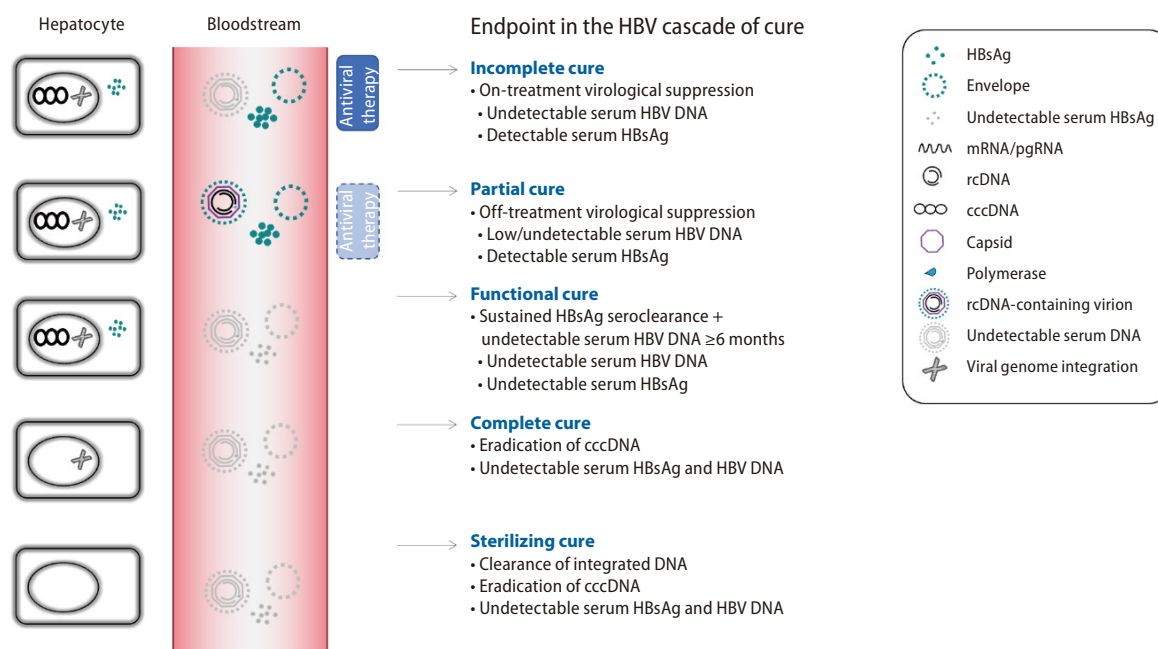 Hepatocyte
Bloodstream
Endpoint in the HBV cascade of cure
Antiviral
therapy
Incomplete cure
• On-treatment virological suppression
• Undetectable serum HBV DNA
• Detectable serum HBsAg
Antiviral
therapy
Partial cure
• Off-treatment virological suppression
• Low/undetectable serum HBV DNA
• Detectable serum HBsAg
Functional cure
• Sustained HBsAg seroclearance +
undetectable serum HBV DNA ≥6 months
• Undetectable serum HBV DNA
• Undetectable serum HBsAg
Complete cure
• Eradication of cccDNA
• Undetectable serum HBsAg and HBV DNA
Sterilizing cure
• Clearance of integrated DNA
• Eradication of cccDNA
• Undetectable serum HBsAg and HBV DNA
HBsAg
Envelope
Undetectable serum HBsAg
mRNA/pgRNA
rcDNA
cccDNA
Capsid
Polymerase
rcDNA-containing virion
Undetectable serum DNA
Viral genome integration